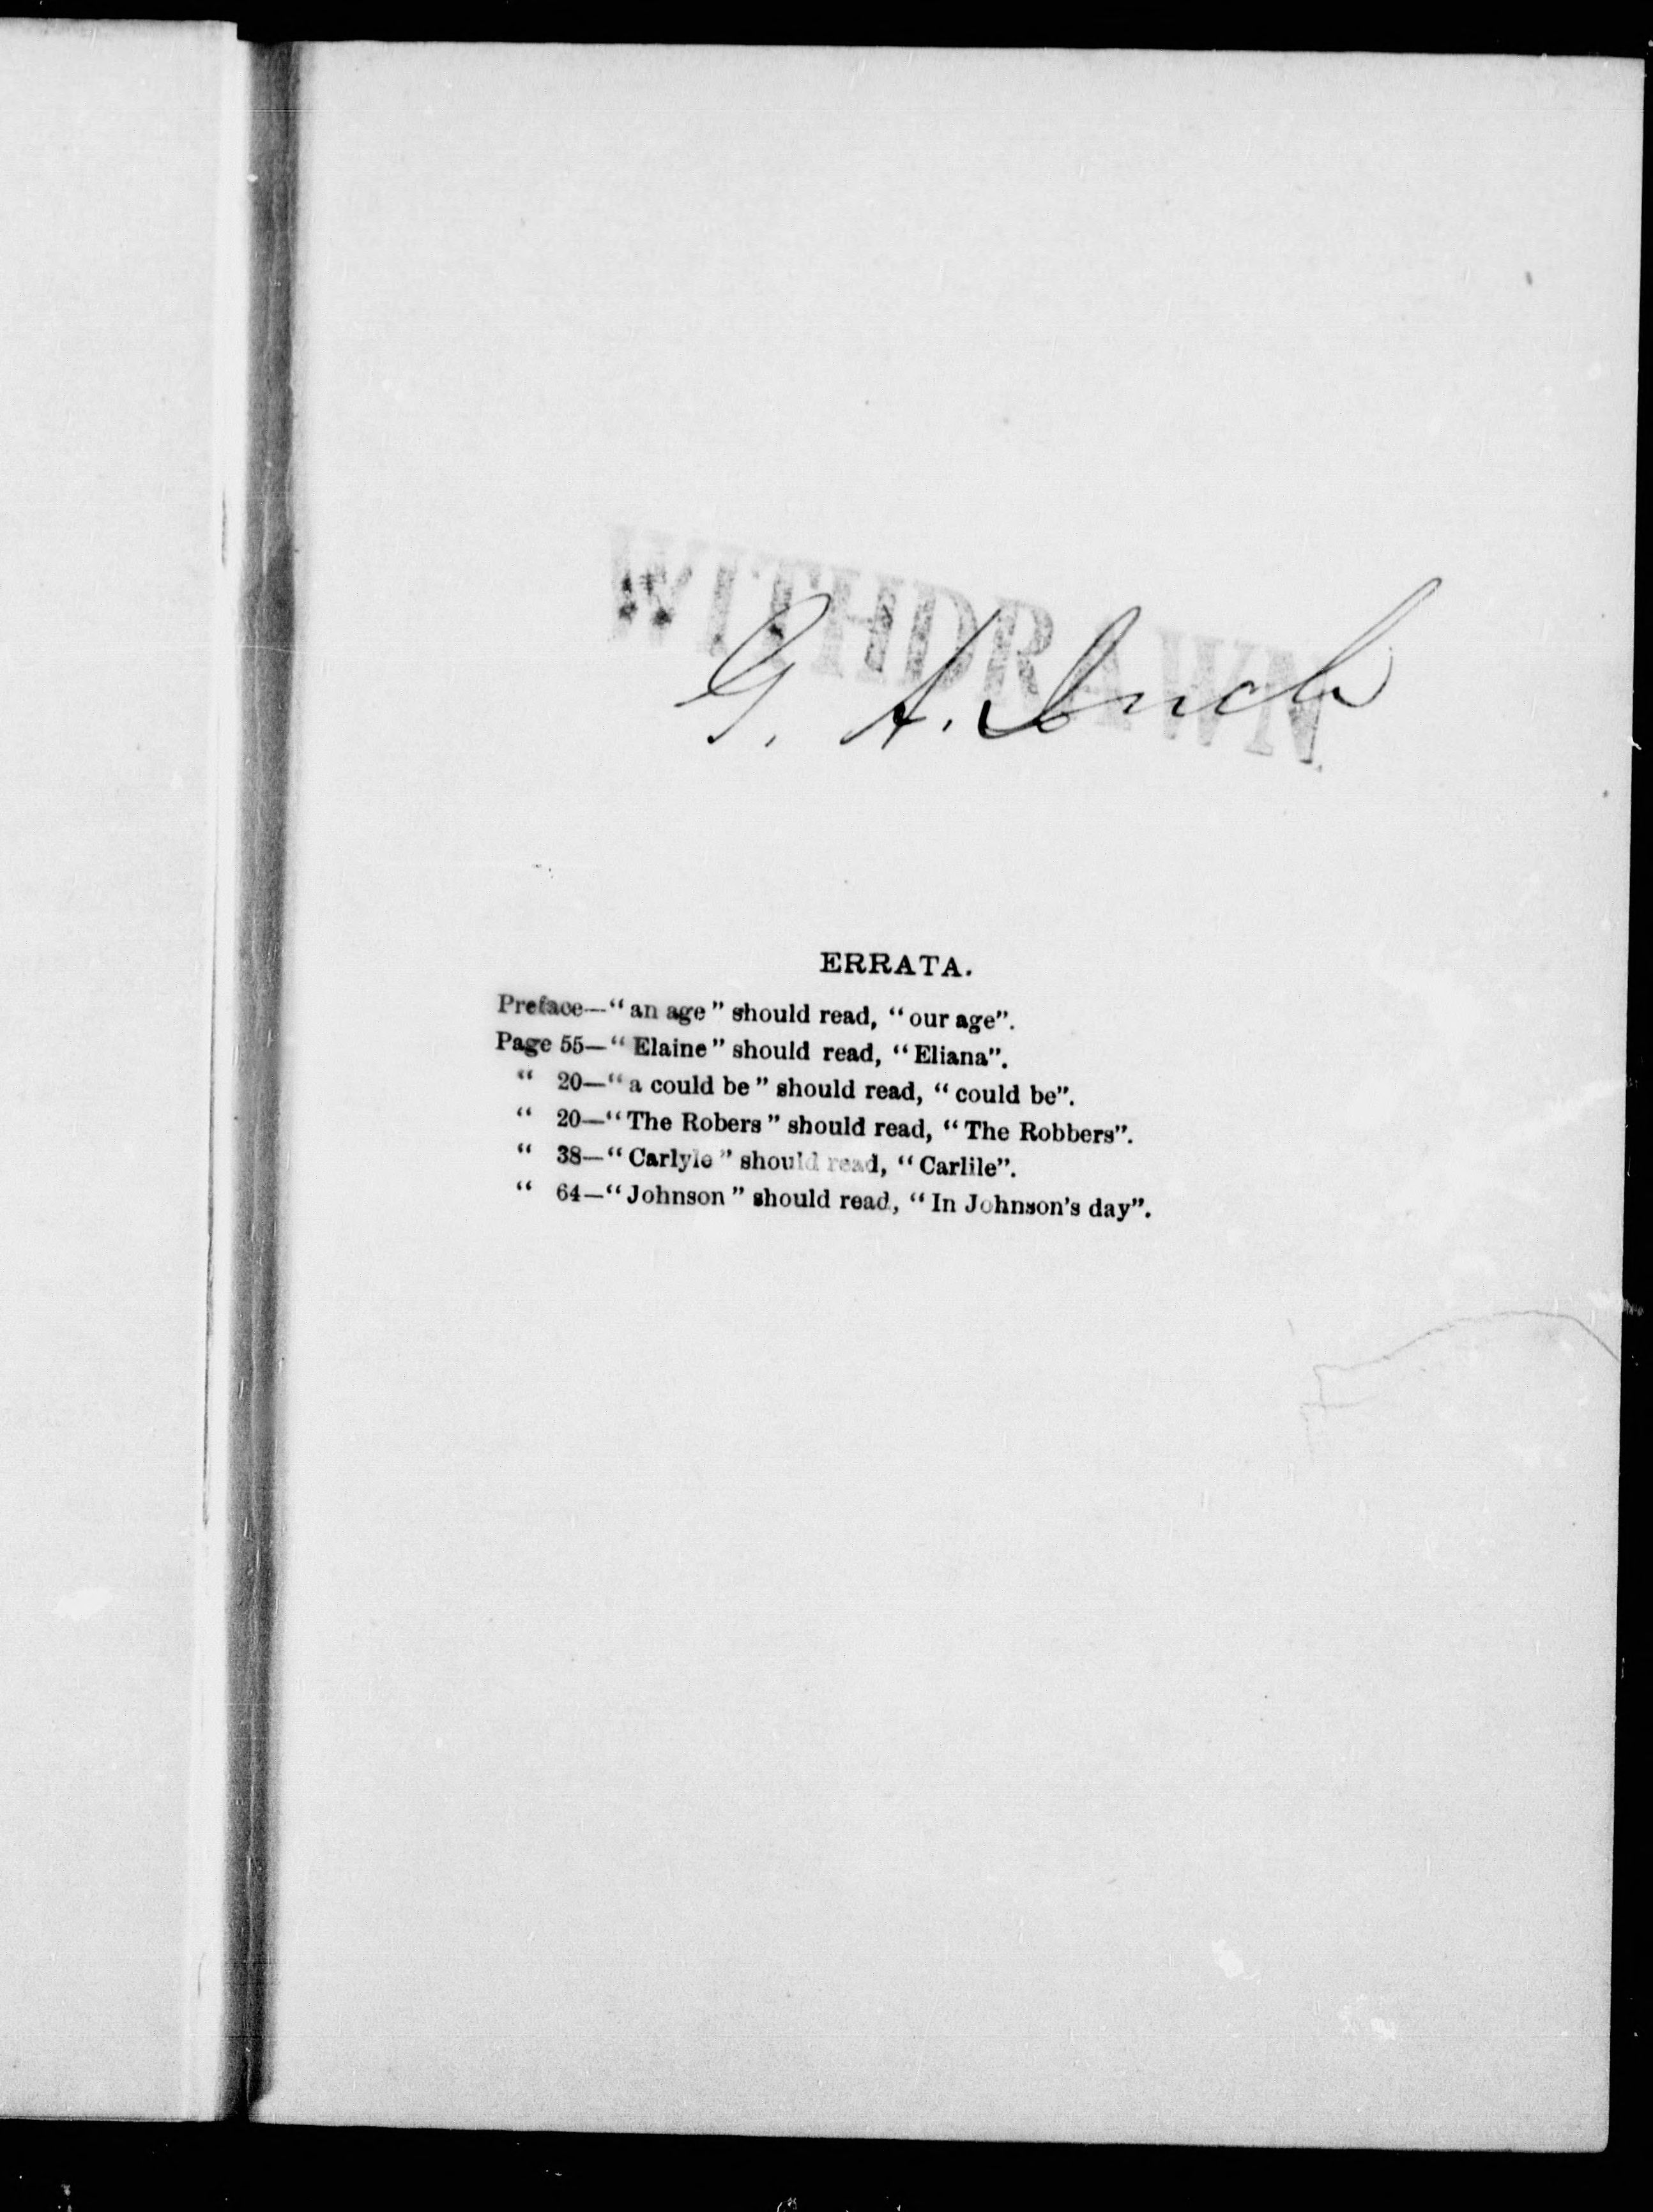 WITHDRAWN
G. A. Inch
ERRATA.
Preface—“an age” should read, “our age”.
Page 55—“Elaine” should read, “Eliana”.
“ 20—“a could be” should read, “could be”.
“ 20—“The Robers” should read, “The Robbers”.
“ 38—“Carlyle” should read, “Carlile”.
“ 64—“Johnson” should read, “In Johnson's day”.